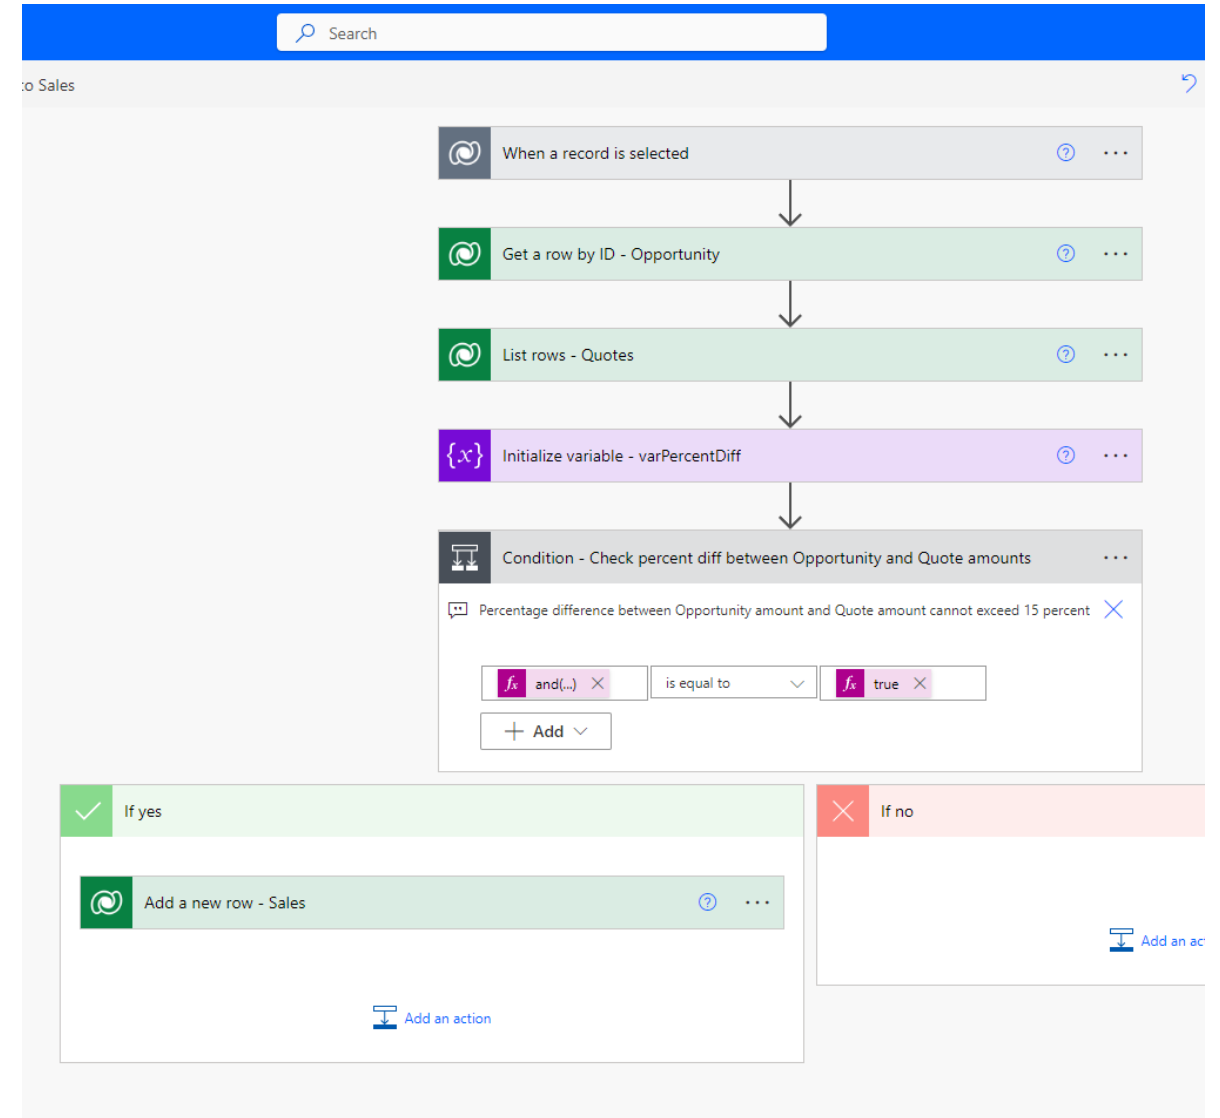 Search
to Sales
When a record is selected
Get a row by ID - Opportunity
List rows - Quotes
{x} Initialize variable - varPercentDiff
Condition - Check percent diff between Opportunity and Quote amounts
Percentage difference between Opportunity amount and Quote amount cannot exceed 15 percent
fx and(...) is equal to fx true
Add
If yes
If no
Add a new row - Sales
Add an ac
Add an action